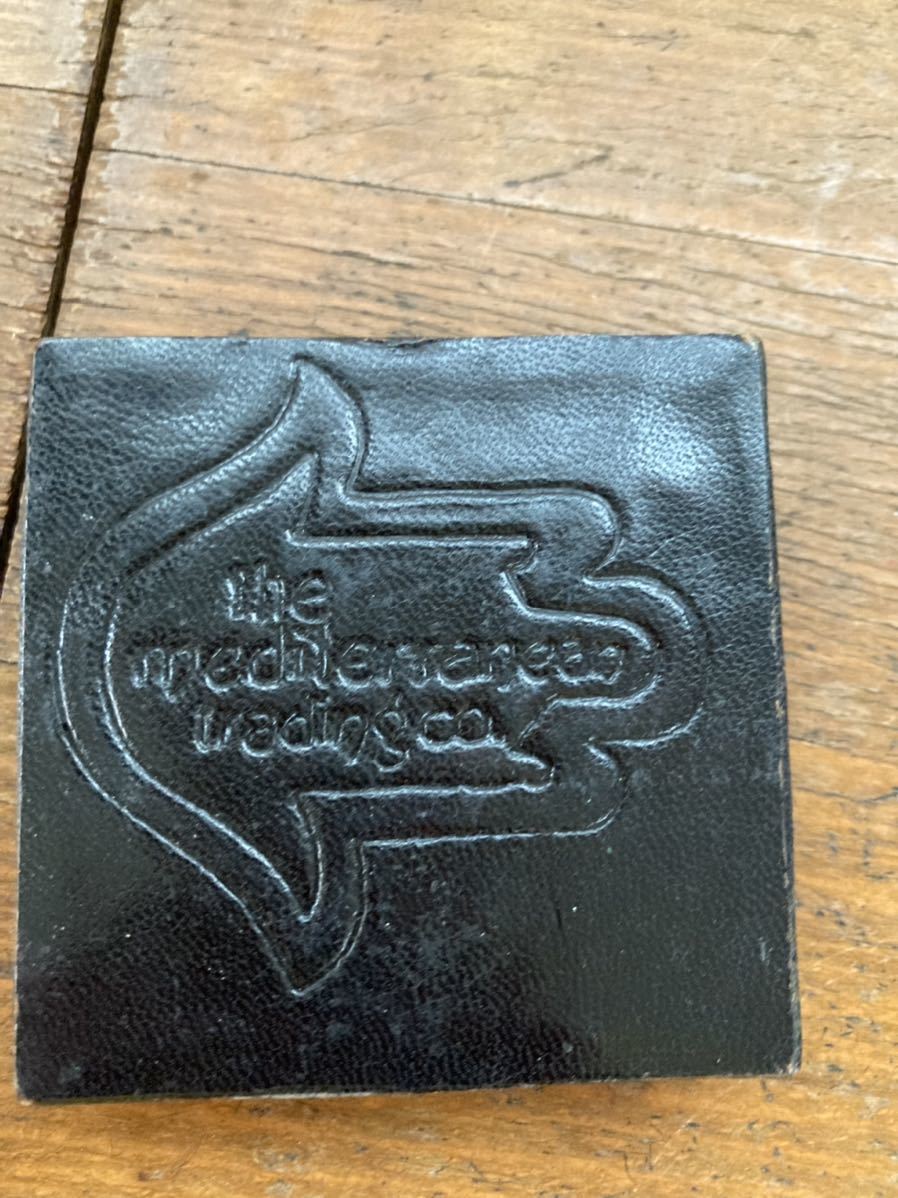 the
mediterranean
trading co.